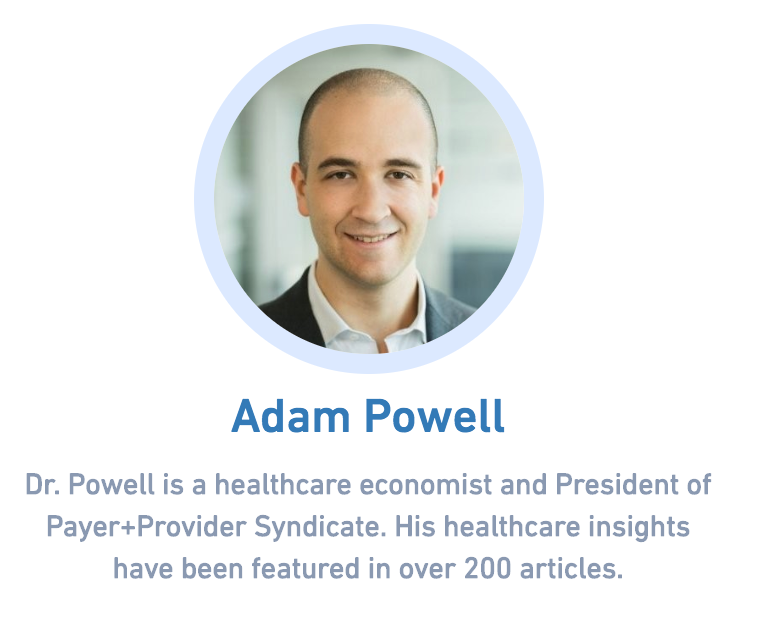 Adam Powell
Dr. Powell is a healthcare economist and President of
Payer+Provider Syndicate. His healthcare insights
have been featured in over 200 articles.